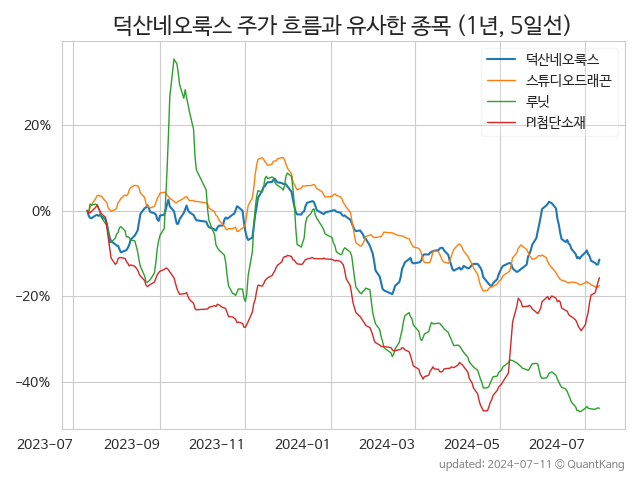 덕산네오룩스 주가 흐름과 유사한 종목 (1년, 5일선)
덕산네오룩스
스튜디오드래곤
루닛
PI첨단소재
20%
0%
−20%
−40%
2023-07 2023-09 2023-11 2024-01 2024-03 2024-05 2024-07
updated: 2024-07-11 © QuantKang